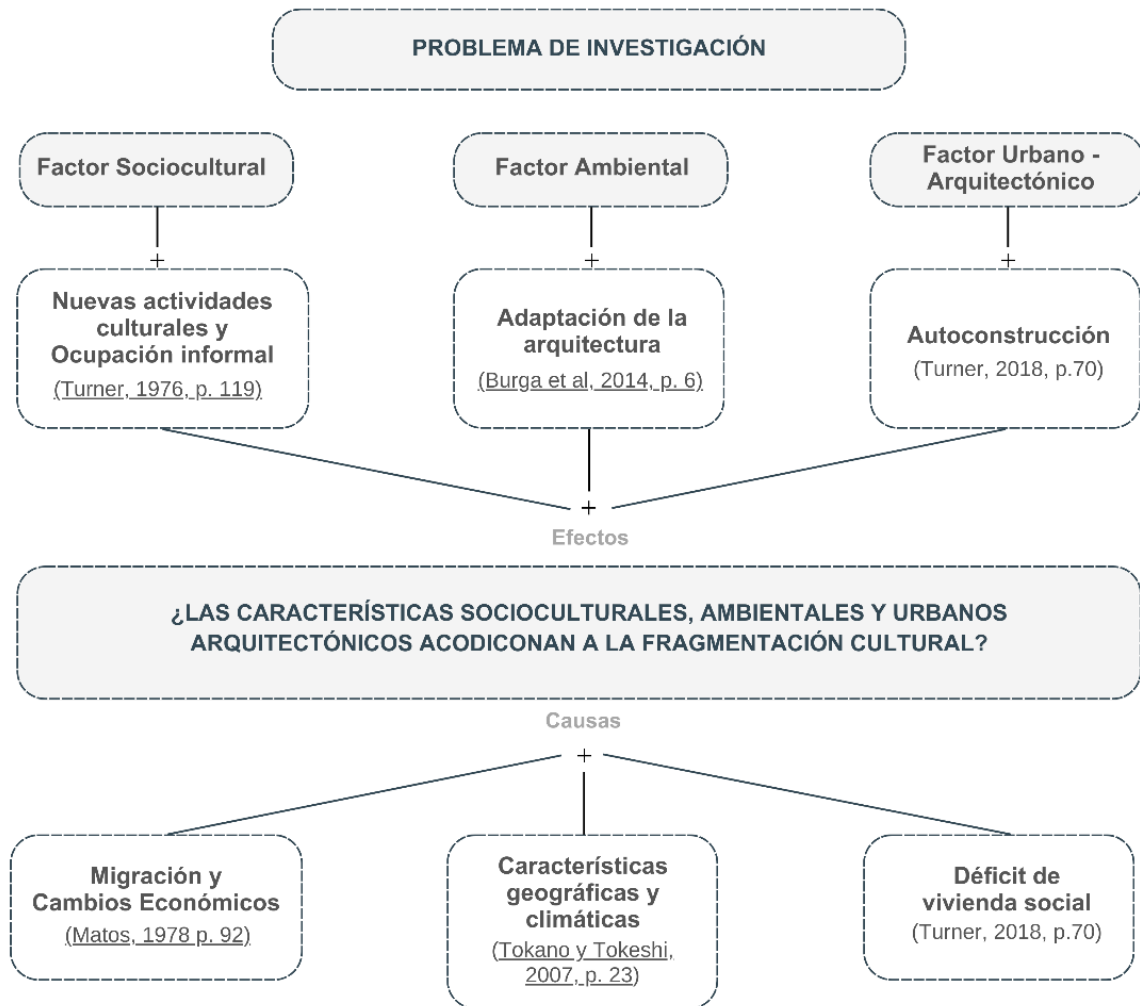 PROBLEMA DE INVESTIGACIÓN
Factor Sociocultural
Factor Ambiental
Factor Urbano -
Arquitectónico
Nuevas actividades
culturales y
Ocupación informal
(Turner, 1976, p. 119)
Adaptación de la
arquitectura
(Burga et al, 2014, p. 6)
Autoconstrucción
(Turner, 2018, p.70)
Efectos
¿LAS CARACTERÍSTICAS SOCIOCULTURALES, AMBIENTALES Y URBANOS
ARQUITECTÓNICOS ACODICONAN A LA FRAGMENTACIÓN CULTURAL?
Causas
Migración y
Cambios Económicos
(Matos, 1978 p. 92)
Características
geográficas y
climáticas
(Tokano y Tokeshi,
2007, p. 23)
Déficit de
vivienda social
(Turner, 2018, p.70)